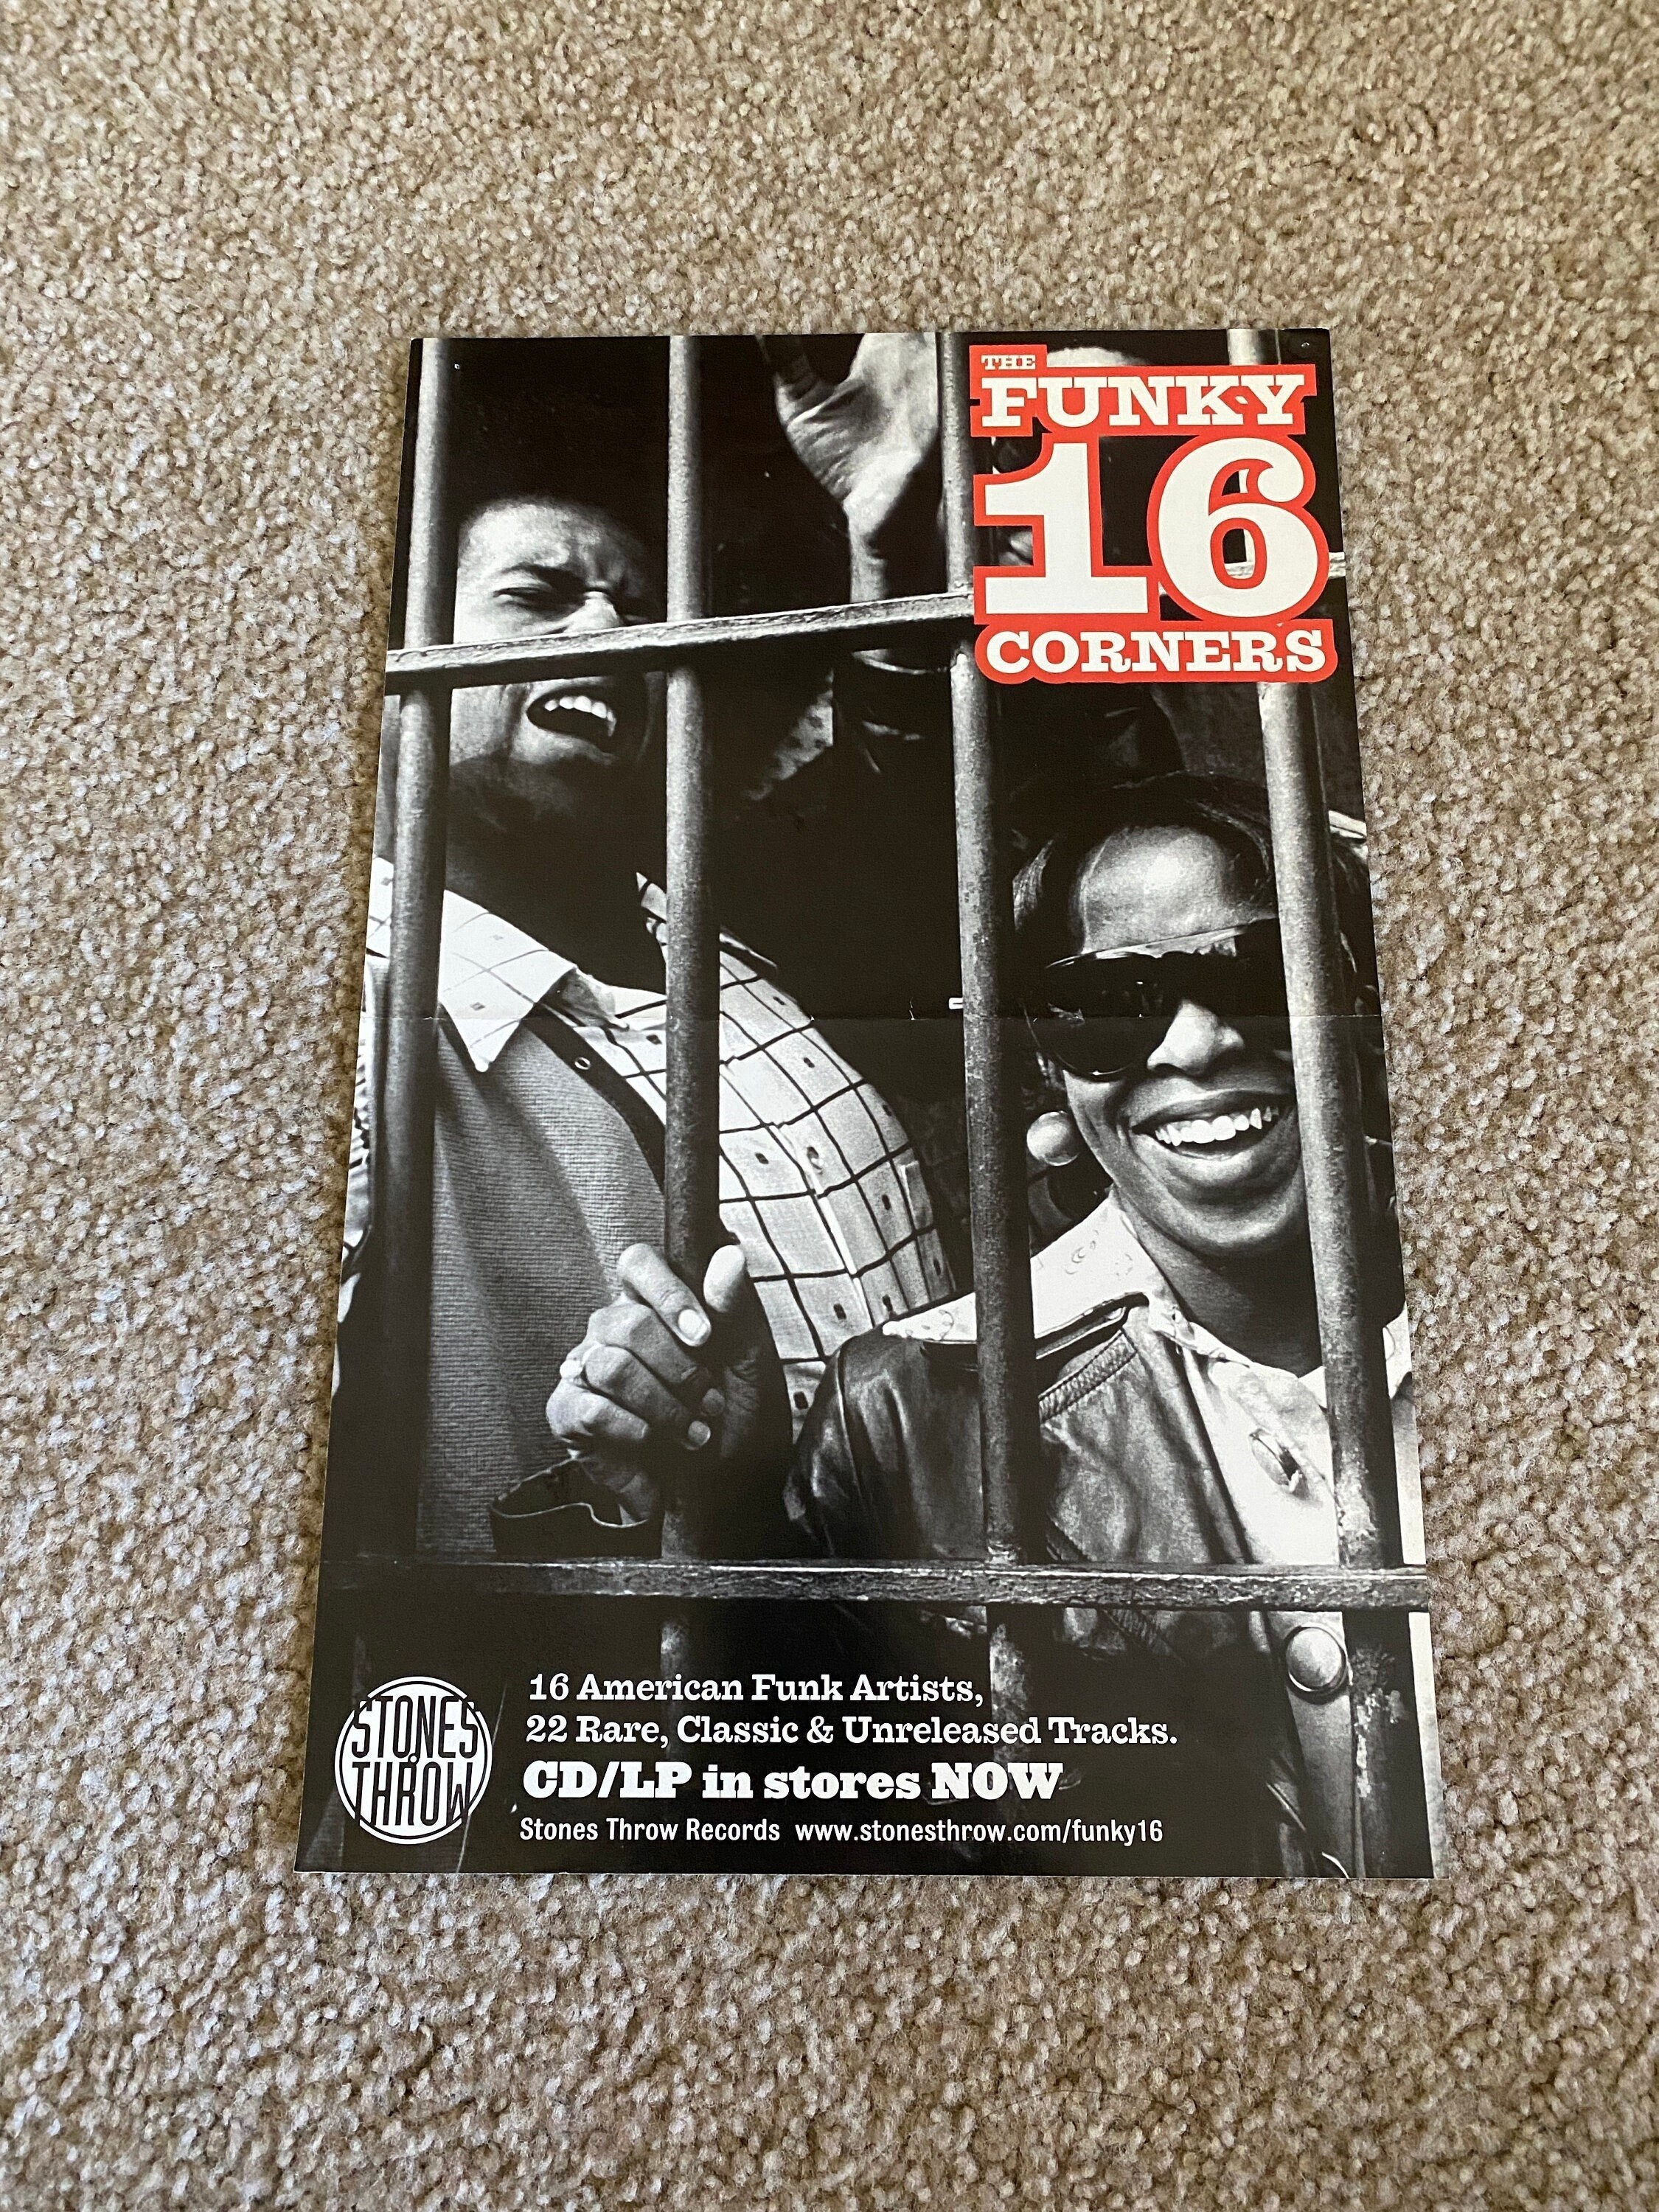 THE
FUNKY
16
CORNERS
STONES
THROW
16 American Funk Artists,
22 Rare, Classic & Unreleased Tracks.
CD/LP in stores NOW
Stones Throw Records www.stonesthrow.com/funky16